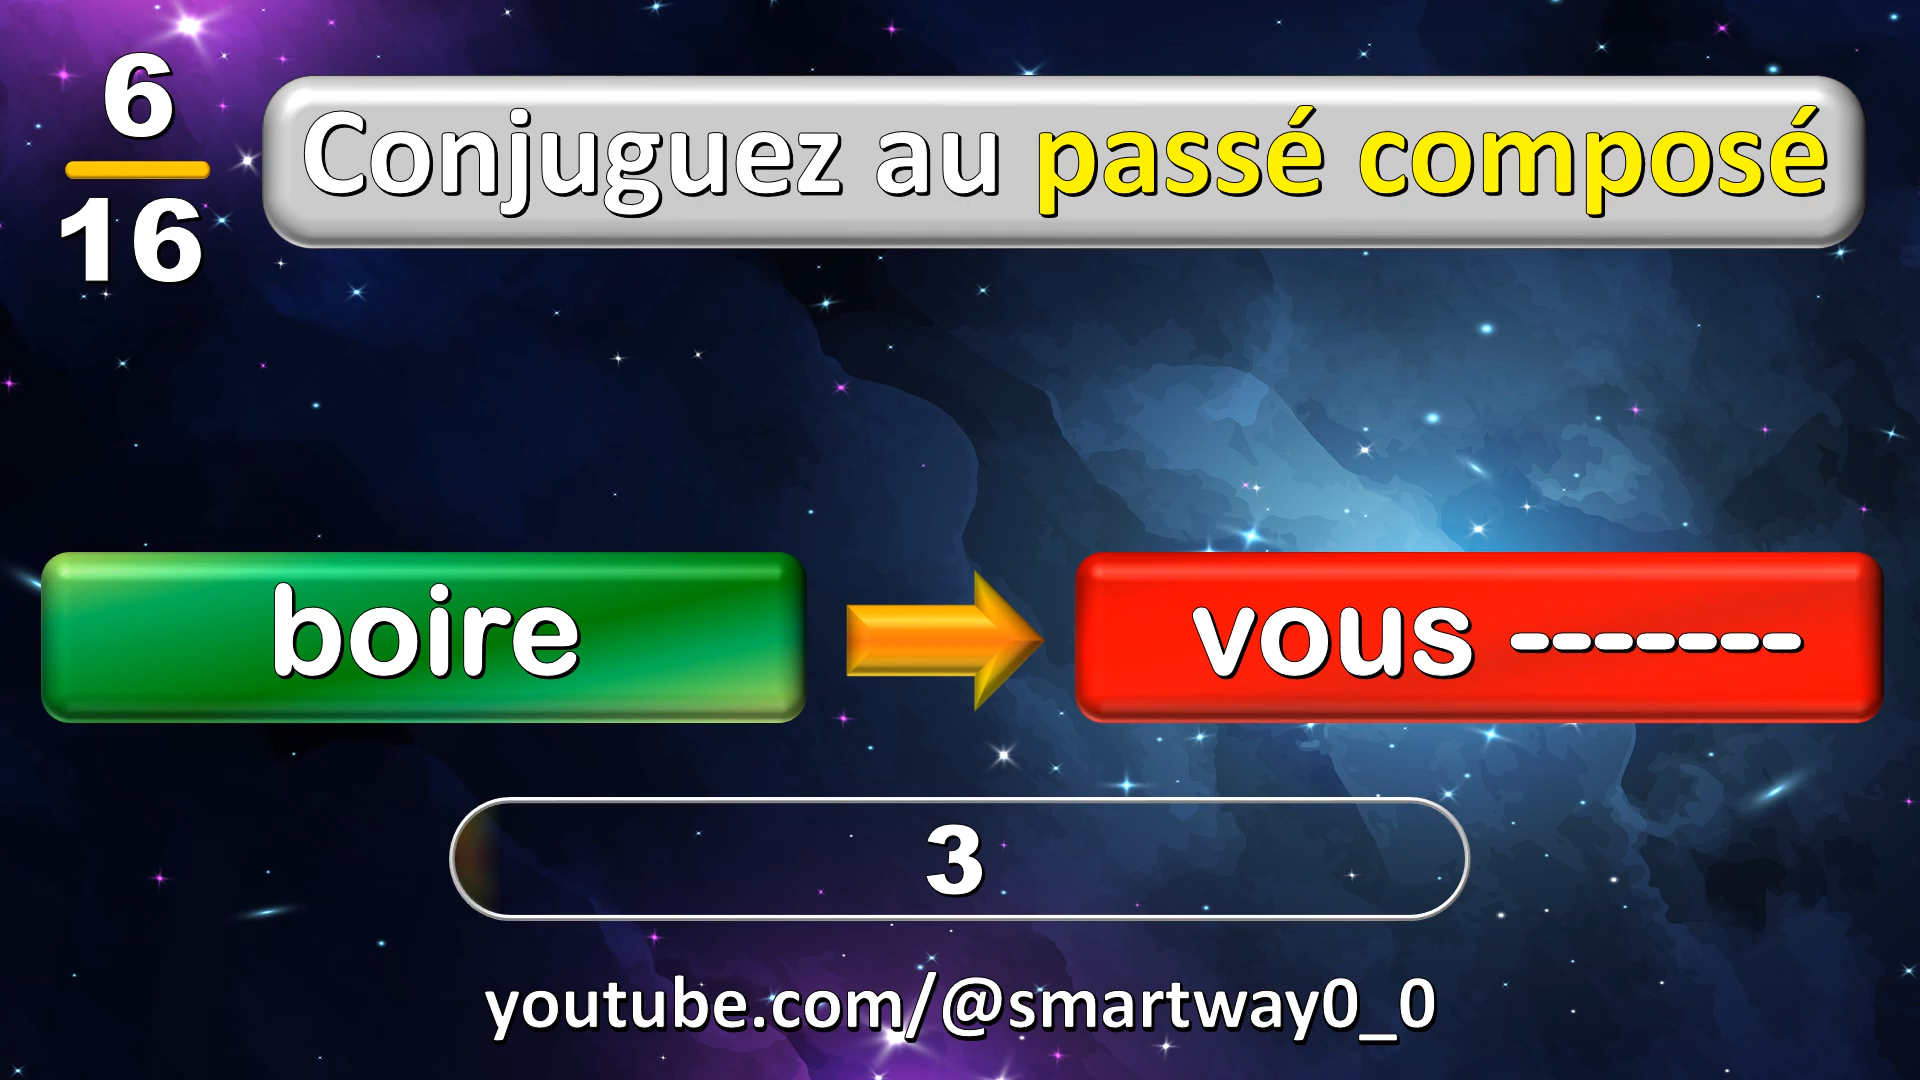 6
16
Conjuguez au passé composé
boire
vous -------
3
youtube.com/@smartway0_0